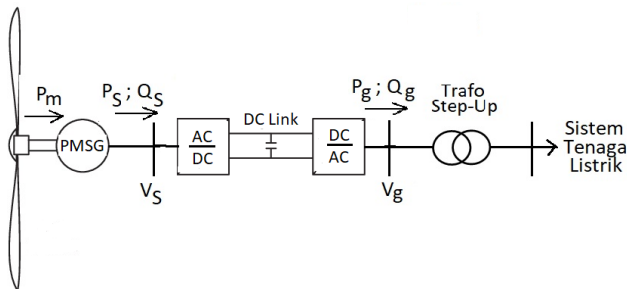 Pm
PS ; QS
Pg ; Qg
Trafo
Step-Up
DC Link
PMSG
AC
DC
DC
AC
Sistem
Tenaga
Listrik
VS
Vg